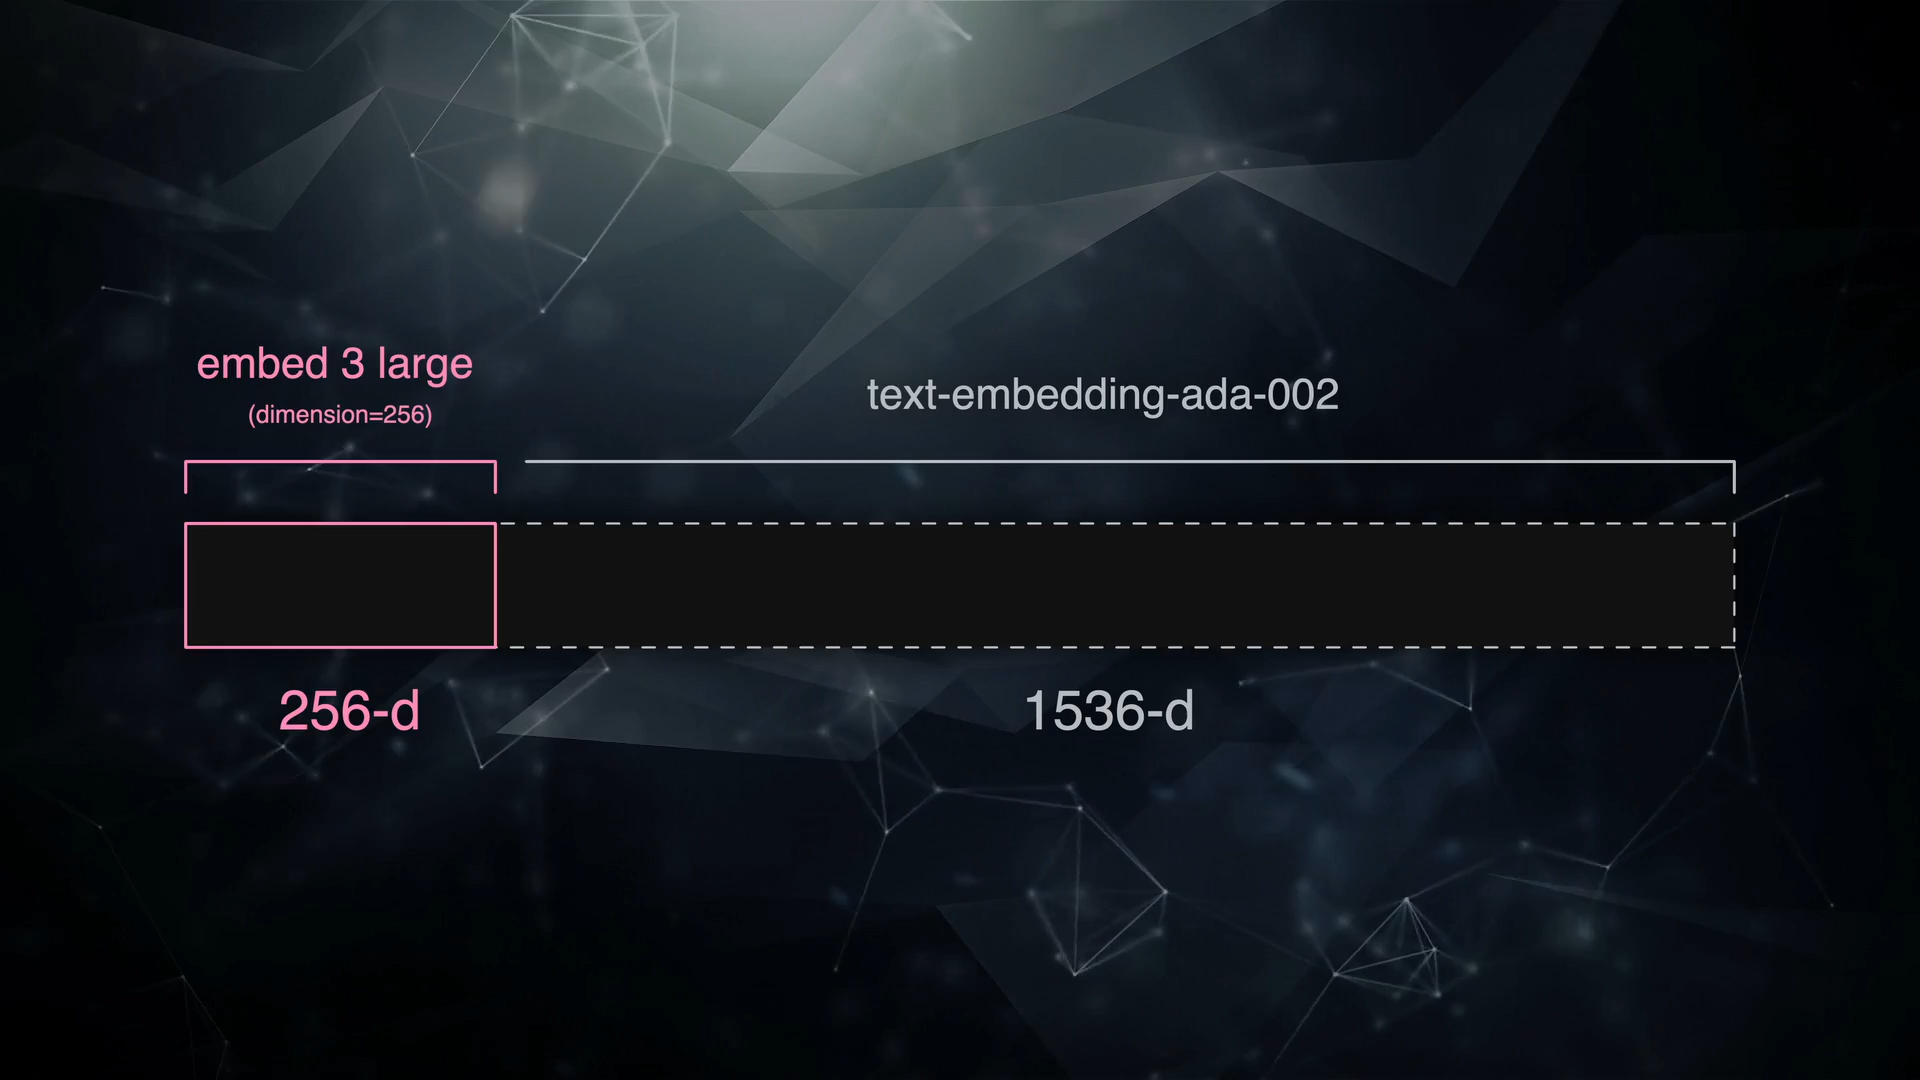 embed 3 large
(dimension=256)
text-embedding-ada-002
256-d
1536-d